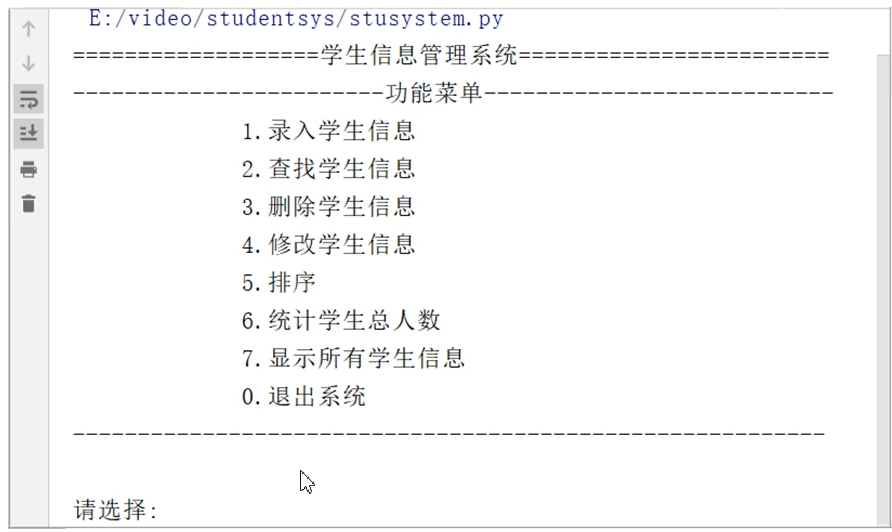 E:/video/studentsys/stusystem.py
===================学生信息管理系统========================
------------------------功能菜单---------------------------
1.录入学生信息
2.查找学生信息
3.删除学生信息
4.修改学生信息
5.排序
6.统计学生总人数
7.显示所有学生信息
0.退出系统
----------------------------------------------------------
请选择: